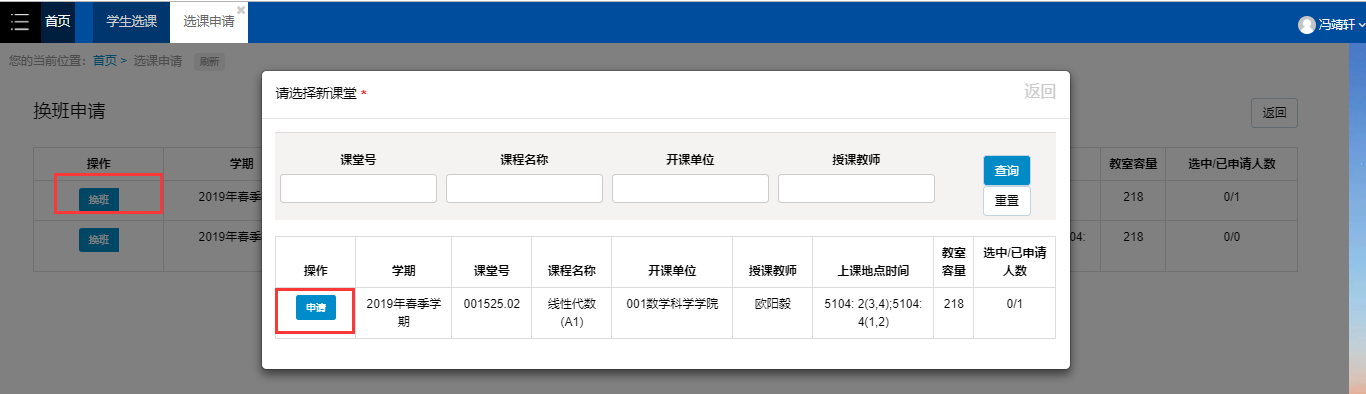 首页 学生选课 选课申请 冯靖轩
您的当前位置：首页 > 选课申请 刷新
换班申请 返回
操作 学期 教室容量 选中/已申请人数
换班 2019年春季学 218 0/1
换班 2019年春季学 04: 218 0/0
请选择新课堂 * 返回
课堂号 课程名称 开课单位 授课教师
查询
重置
操作 学期 课堂号 课程名称 开课单位 授课教师 上课地点时间 教室容量 选中/已申请人数
申请 2019年春季学期 001525.02 线性代数(A1) 001数学科学学院 欧阳毅 5104: 2(3,4);5104: 4(1,2) 218 0/1